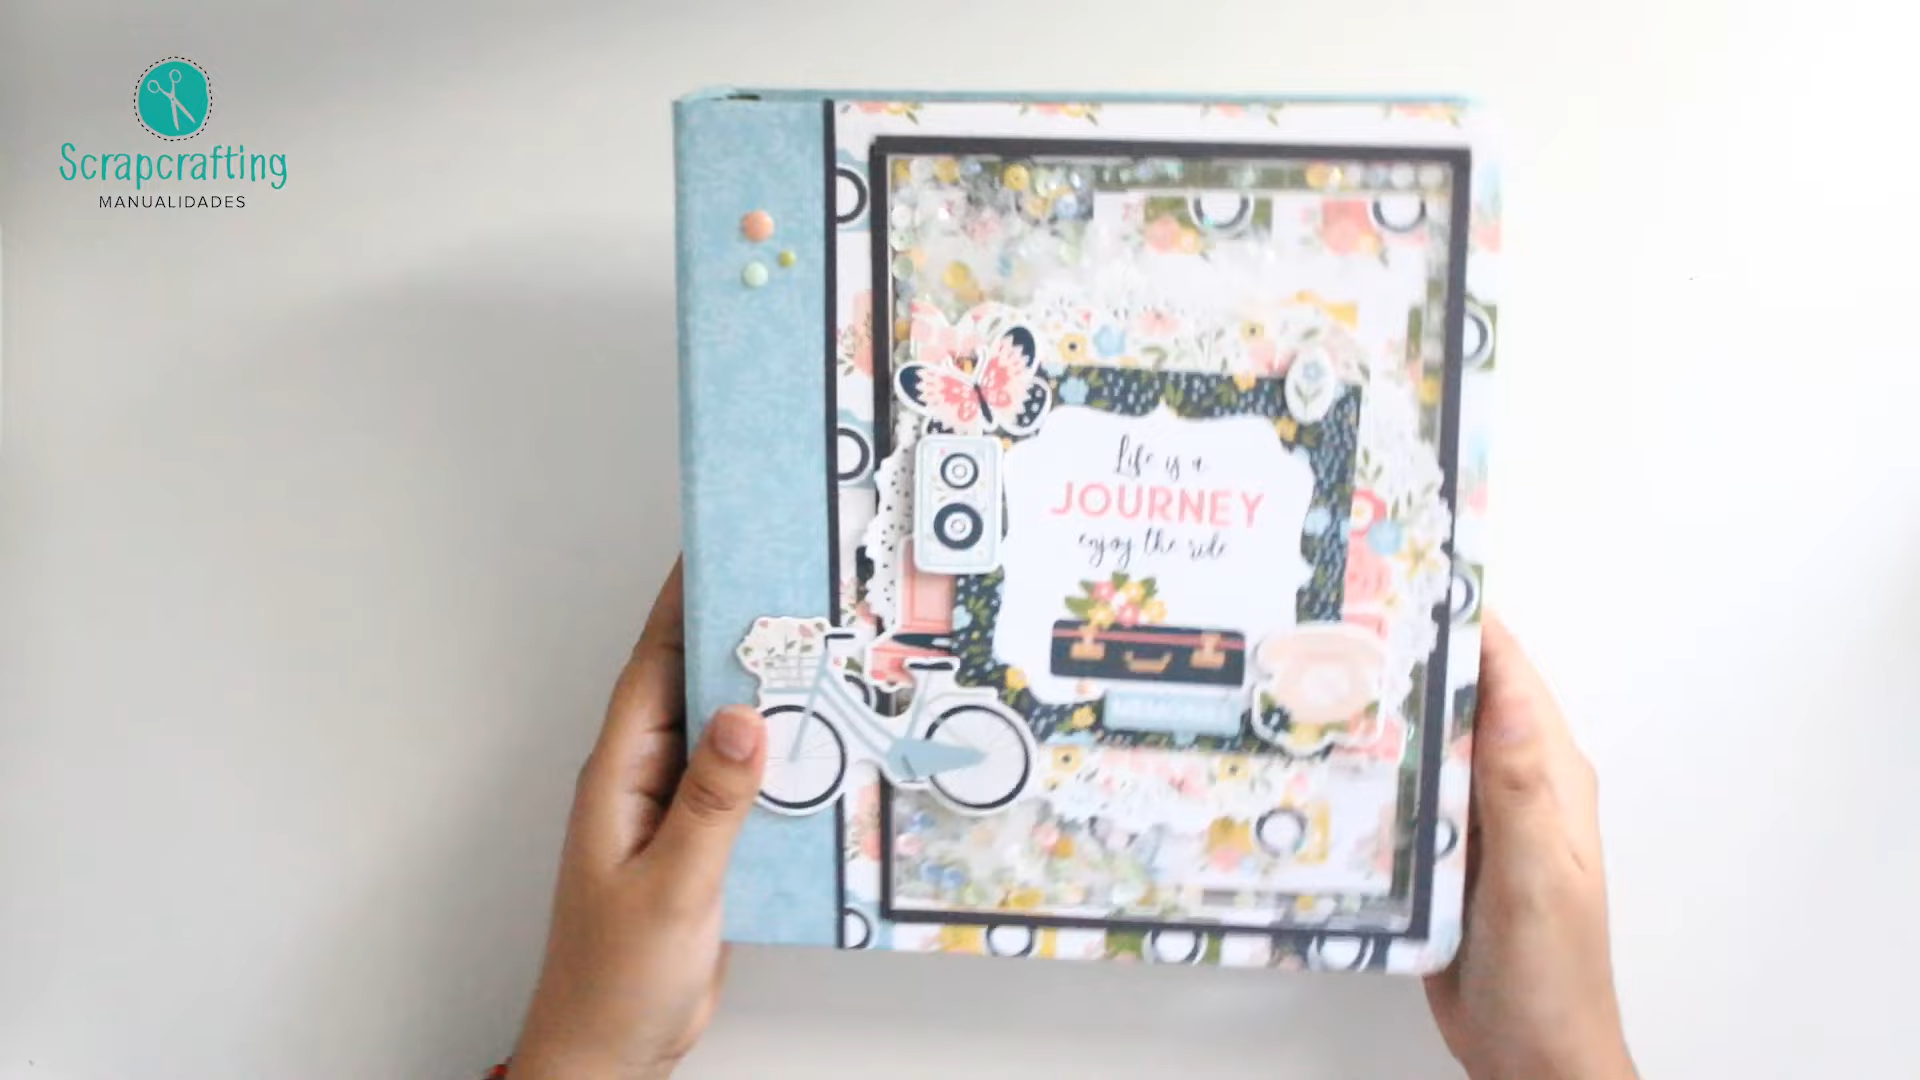 Scrapcrafting
MANUALIDADES
Life is a
JOURNEY
enjoy the ride